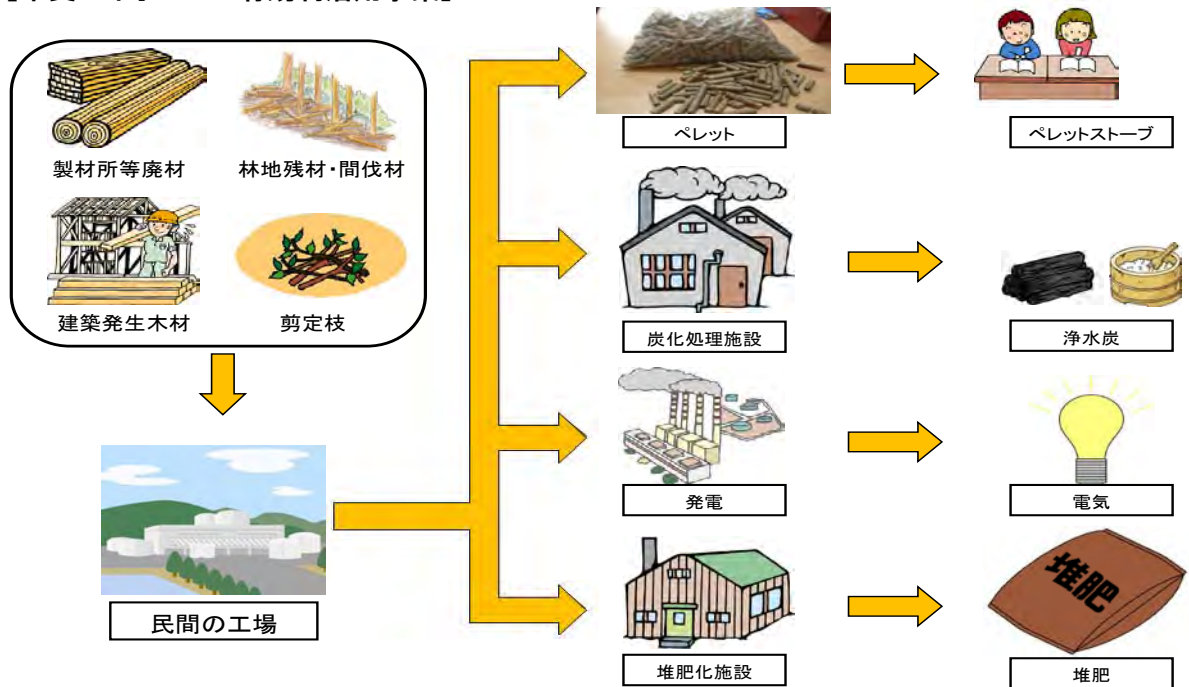 製材所等廃材
林地残材・間伐材
建築発生木材
剪定枝
民間の工場
ペレット
ペレットストーブ
炭化処理施設
浄水炭
発電
電気
堆肥化施設
堆肥
堆肥